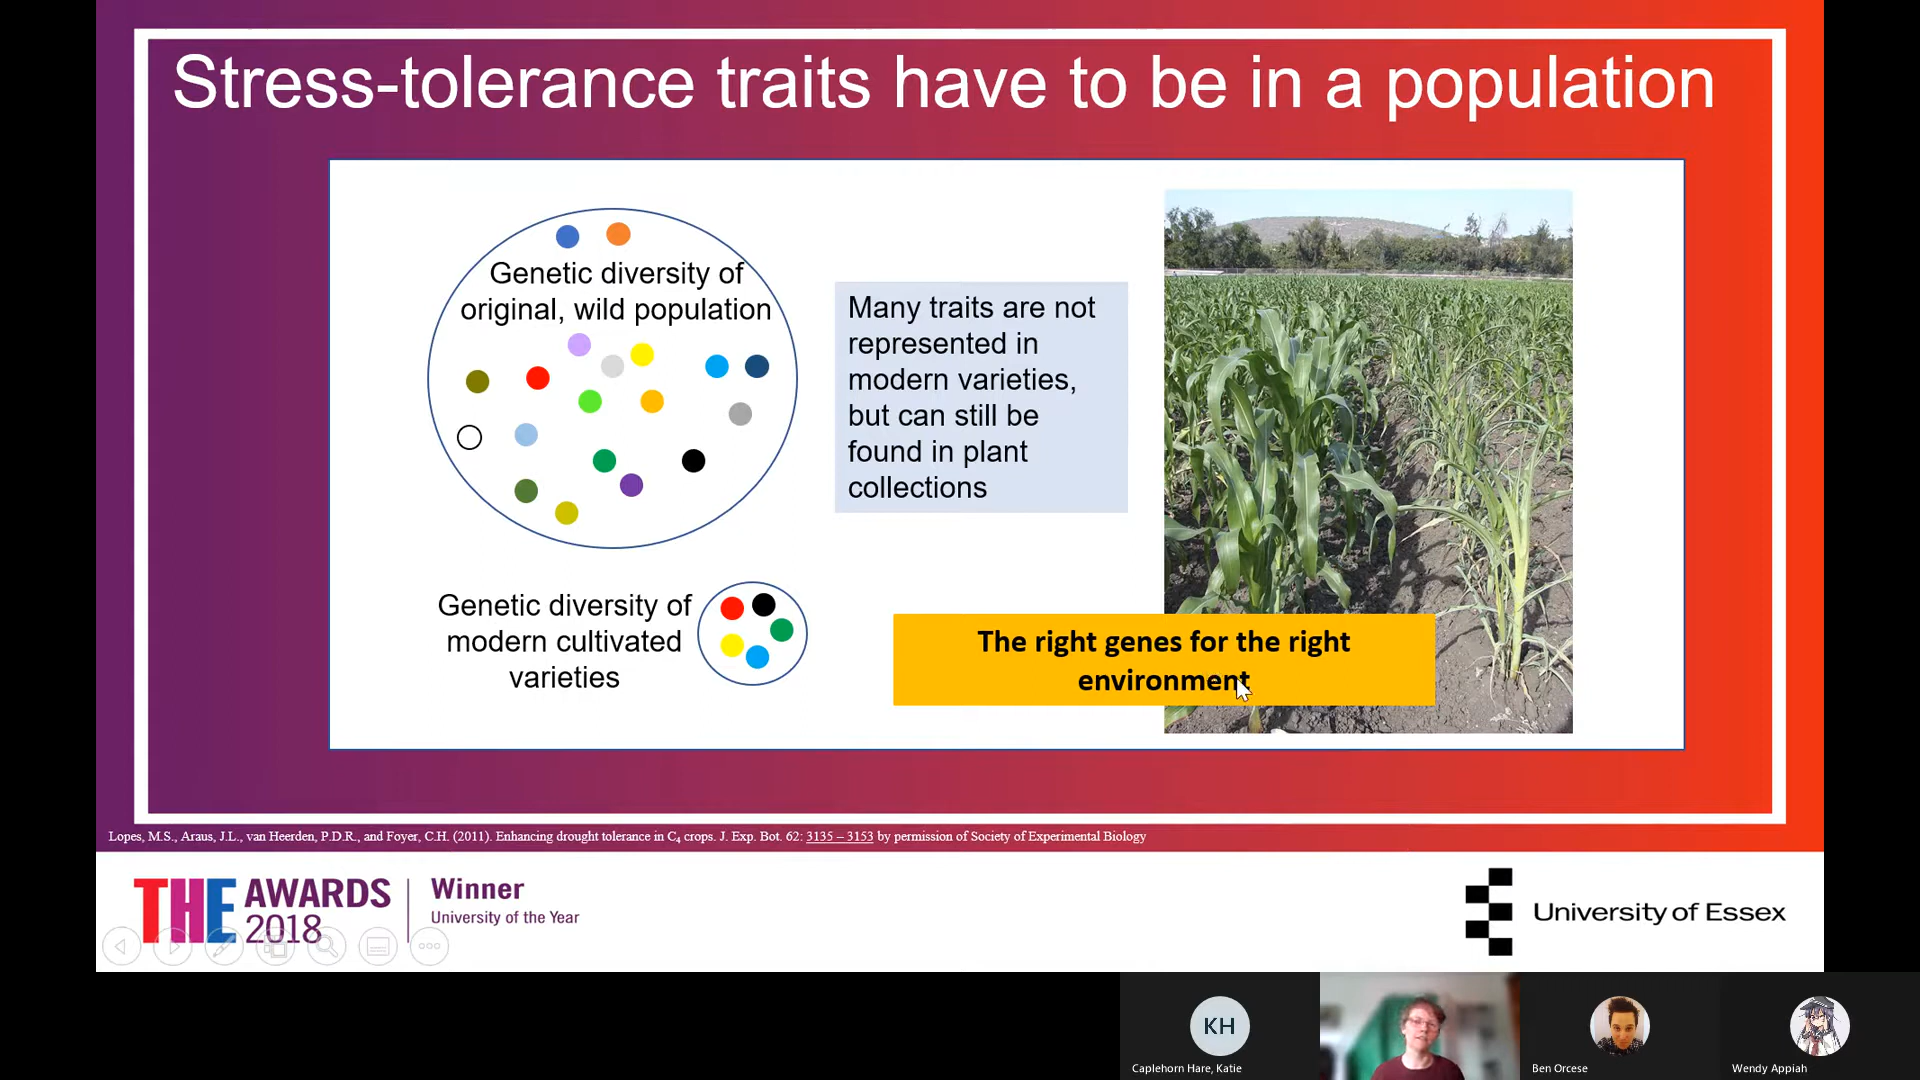 Stress-tolerance traits have to be in a population
Genetic diversity of
original, wild population
Many traits are not
represented in
modern varieties,
but can still be
found in plant
collections
Genetic diversity of
modern cultivated
varieties
The right genes for the right
environment
Lopes, M.S., Araus, J.L., van Heerden, P.D.R., and Foyer, C.H. (2011). Enhancing drought tolerance in C₄ crops. J. Exp. Bot. 62: 3135 – 3153 by permission of Society of Experimental Biology
THE AWARDS
2018
Winner
University of the Year
University of Essex
KH
Caplehorn Hare, Katie
Ben Orcese
Wendy Appiah